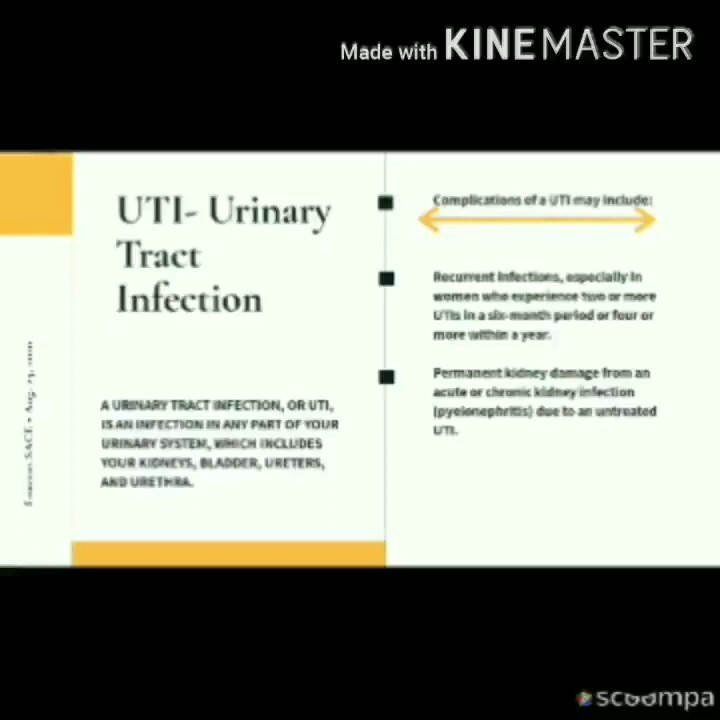 Made with KINEMASTER
UTI- Urinary
Tract
Infection
A URINARY TRACT INFECTION, OR UTI,
IS AN INFECTION IN ANY PART OF YOUR
URINARY SYSTEM, WHICH INCLUDES
YOUR KIDNEYS, BLADDER, URETERS,
AND URETHRA.
Complications of a UTI may include:
Recurrent infections, especially in
women who experience two or more
UTIs in a six-month period or four or
more within a year.
Permanent kidney damage from an
acute or chronic kidney infection
(pyelonephritis) due to an untreated
UTI.
scoompa